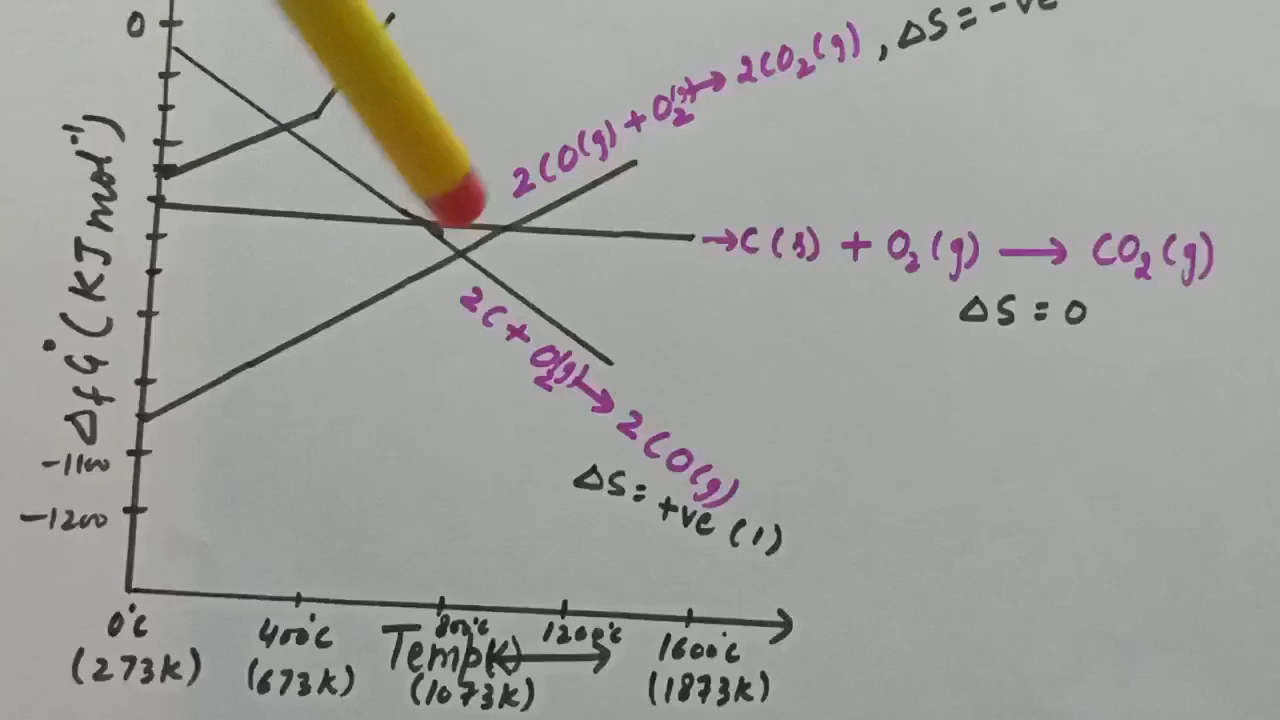 0
2CO(g) + O₂(g) → 2CO₂(g), ΔS = -ve
→ C(s) + O₂(g) → CO₂(g)
ΔS = 0
2C + O₂(g) → 2CO(g)
ΔS = +ve (1)
ΔfG° (KJ mol⁻¹)
-1100
-1200
0°C 400°C 800°C 1200°C 1600°C
(273K) (673K) Temp(K) (1073K) (1873K)